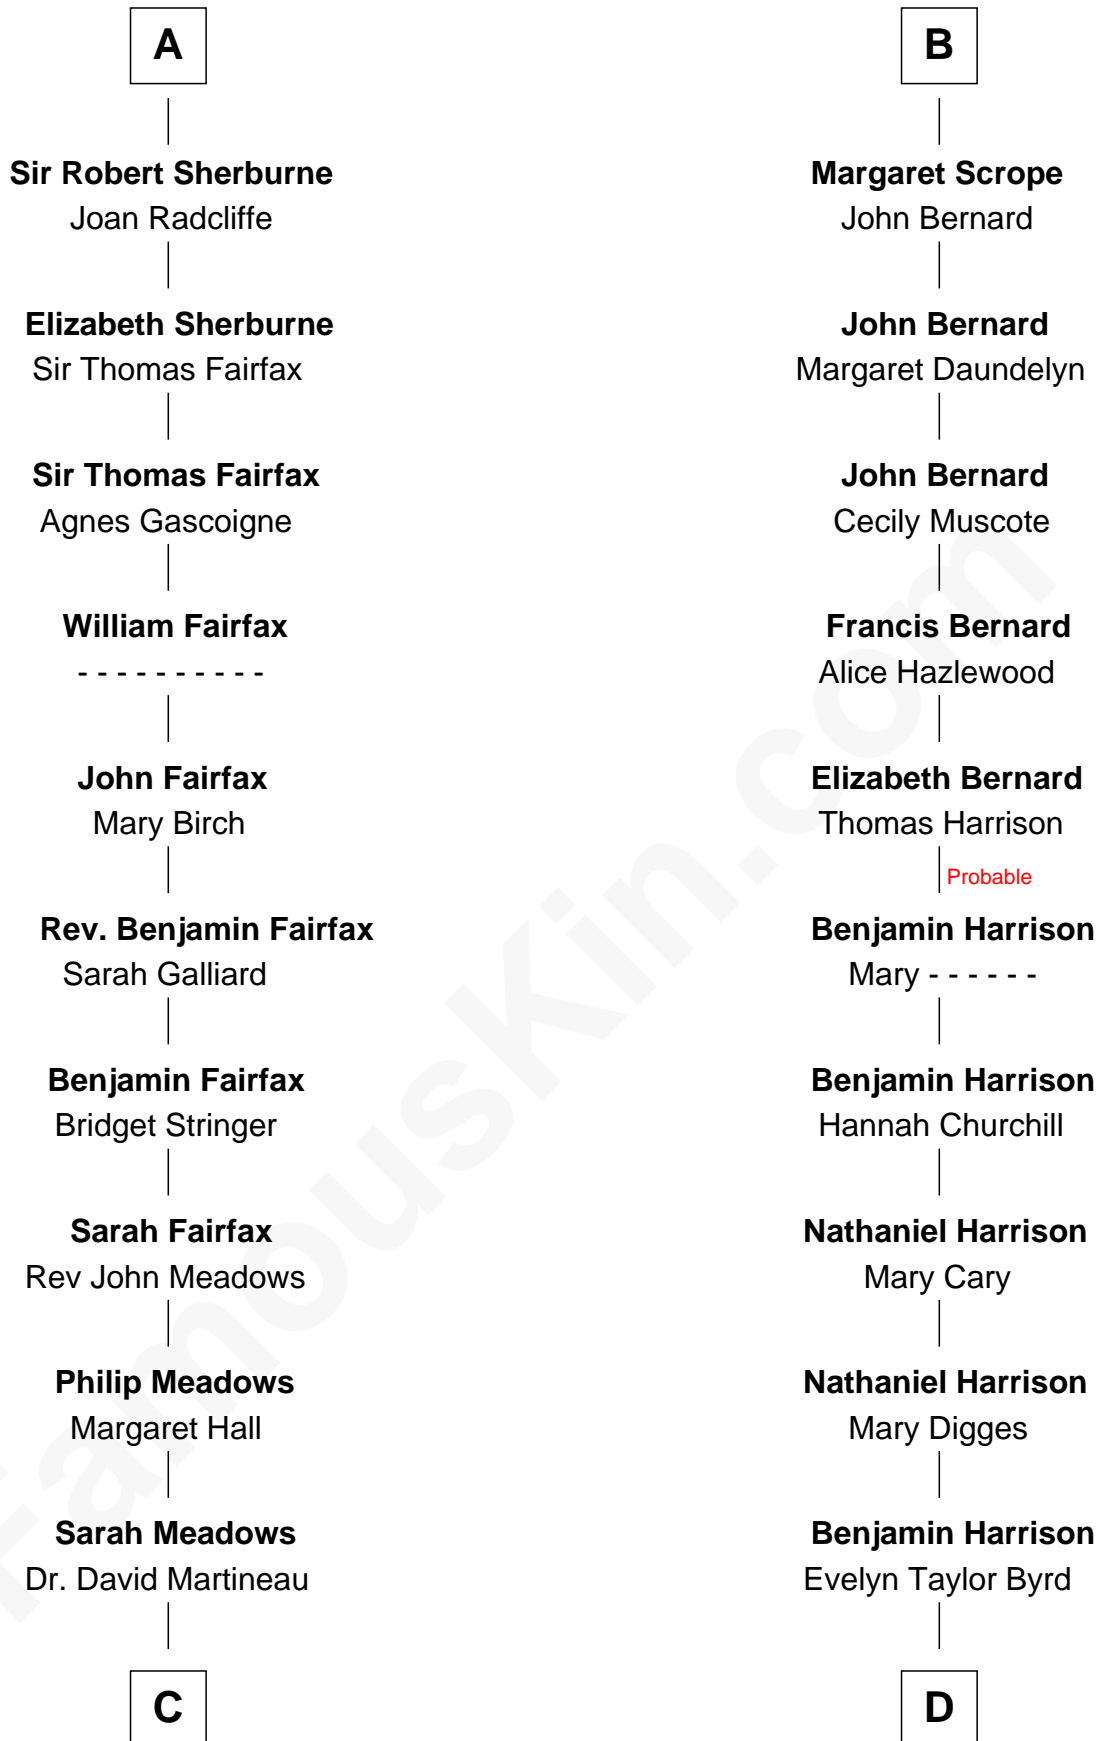 A
Sir Robert Sherburne
Joan Radcliffe
Elizabeth Sherburne
Sir Thomas Fairfax
Sir Thomas Fairfax
Agnes Gascoigne
William Fairfax
- - - - - - - - - -
John Fairfax
Mary Birch
Rev. Benjamin Fairfax
Sarah Galliard
Benjamin Fairfax
Bridget Stringer
Sarah Fairfax
Rev John Meadows
Philip Meadows
Margaret Hall
Sarah Meadows
Dr. David Martineau
C
B
Margaret Scrope
John Bernard
John Bernard
Margaret Daundelyn
John Bernard
Cecily Muscote
Francis Bernard
Alice Hazlewood
Elizabeth Bernard
Thomas Harrison
Probable
Benjamin Harrison
Mary - - - - - -
Benjamin Harrison
Hannah Churchill
Nathaniel Harrison
Mary Cary
Nathaniel Harrison
Mary Digges
Benjamin Harrison
Evelyn Taylor Byrd
D
FamousKin.com